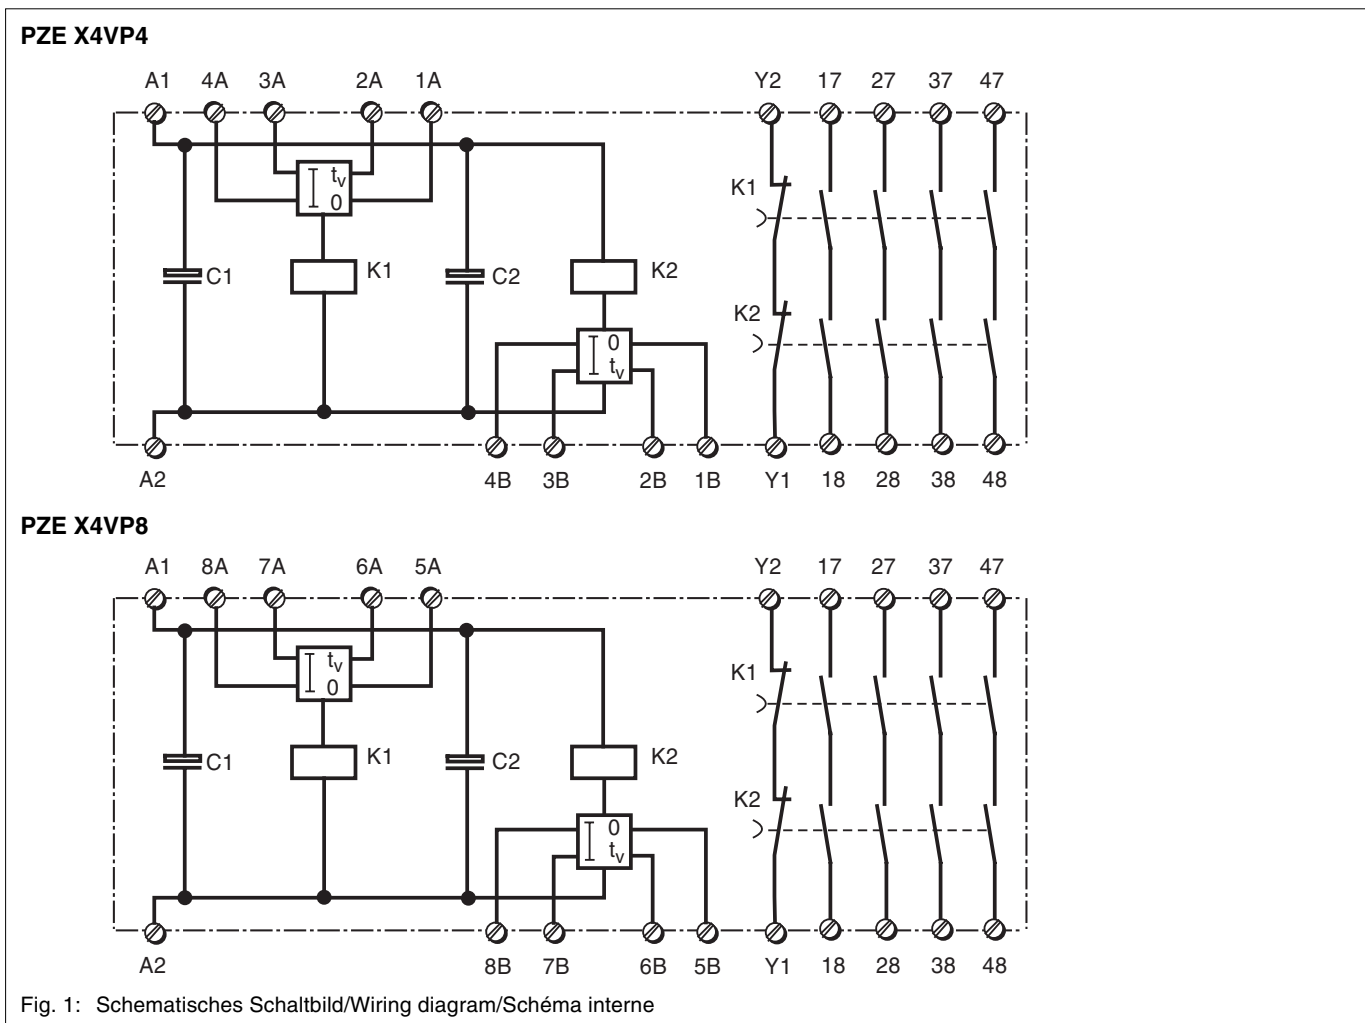 PZE X4VP4
A1 4A 3A 2A 1A Y2 17 27 37 47
tv
0
K1
C1 K1 C2 K2
K2
0
tv
A2 4B 3B 2B 1B Y1 18 28 38 48
PZE X4VP8
A1 8A 7A 6A 5A Y2 17 27 37 47
tv
0
K1
C1 K1 C2 K2
K2
0
tv
A2 8B 7B 6B 5B Y1 18 28 38 48
Fig. 1: Schematisches Schaltbild/Wiring diagram/Schéma interne